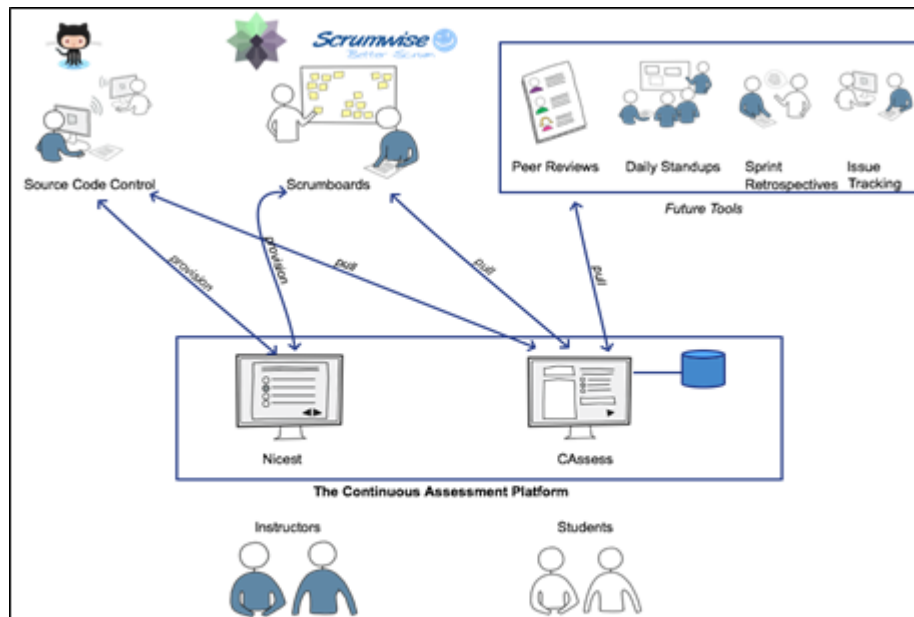 Scrumwise
Better Scrum
Source Code Control
Scrumboards
Peer Reviews
Daily Standups
Sprint
Retrospectives
Issue
Tracking
Future Tools
provision
provision
pull
pull
pull
Nicest
CAssess
The Continuous Assessment Platform
Instructors
Students